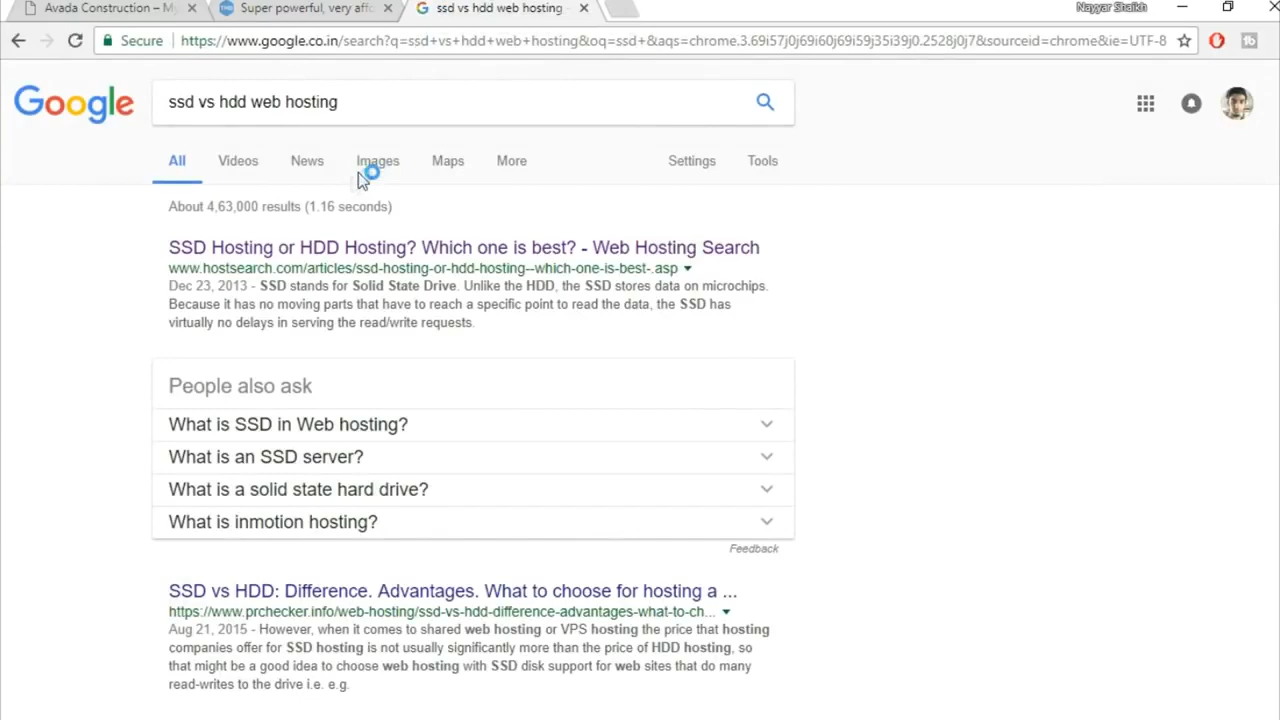 Avada Construction – My
Super powerful, very affo
ssd vs hdd web hosting
Nayyar Shaikh
Secure
https://www.google.co.in/search?q=ssd+vs+hdd+web+hosting&oq=ssd+&aqs=chrome.3.69i57j0j69i60j69i59j35i39j0.2528j0j7&sourceid=chrome&ie=UTF-8
Google
ssd vs hdd web hosting
All Videos News Images Maps More Settings Tools
About 4,63,000 results (1.16 seconds)
SSD Hosting or HDD Hosting? Which one is best? - Web Hosting Search
www.hostsearch.com/articles/ssd-hosting-or-hdd-hosting--which-one-is-best-.asp
Dec 23, 2013 - SSD stands for Solid State Drive. Unlike the HDD, the SSD stores data on microchips.
Because it has no moving parts that have to reach a specific point to read the data, the SSD has
virtually no delays in serving the read/write requests.
People also ask
What is SSD in Web hosting?
What is an SSD server?
What is a solid state hard drive?
What is inmotion hosting?
Feedback
SSD vs HDD: Difference. Advantages. What to choose for hosting a ...
https://www.prchecker.info/web-hosting/ssd-vs-hdd-difference-advantages-what-to-ch...
Aug 21, 2015 - However, when it comes to shared web hosting or VPS hosting the price that hosting
companies offer for SSD hosting is not usually significantly more than the price of HDD hosting, so
that might be a good idea to choose web hosting with SSD disk support for web sites that do many
read-writes to the drive i.e. e.g.